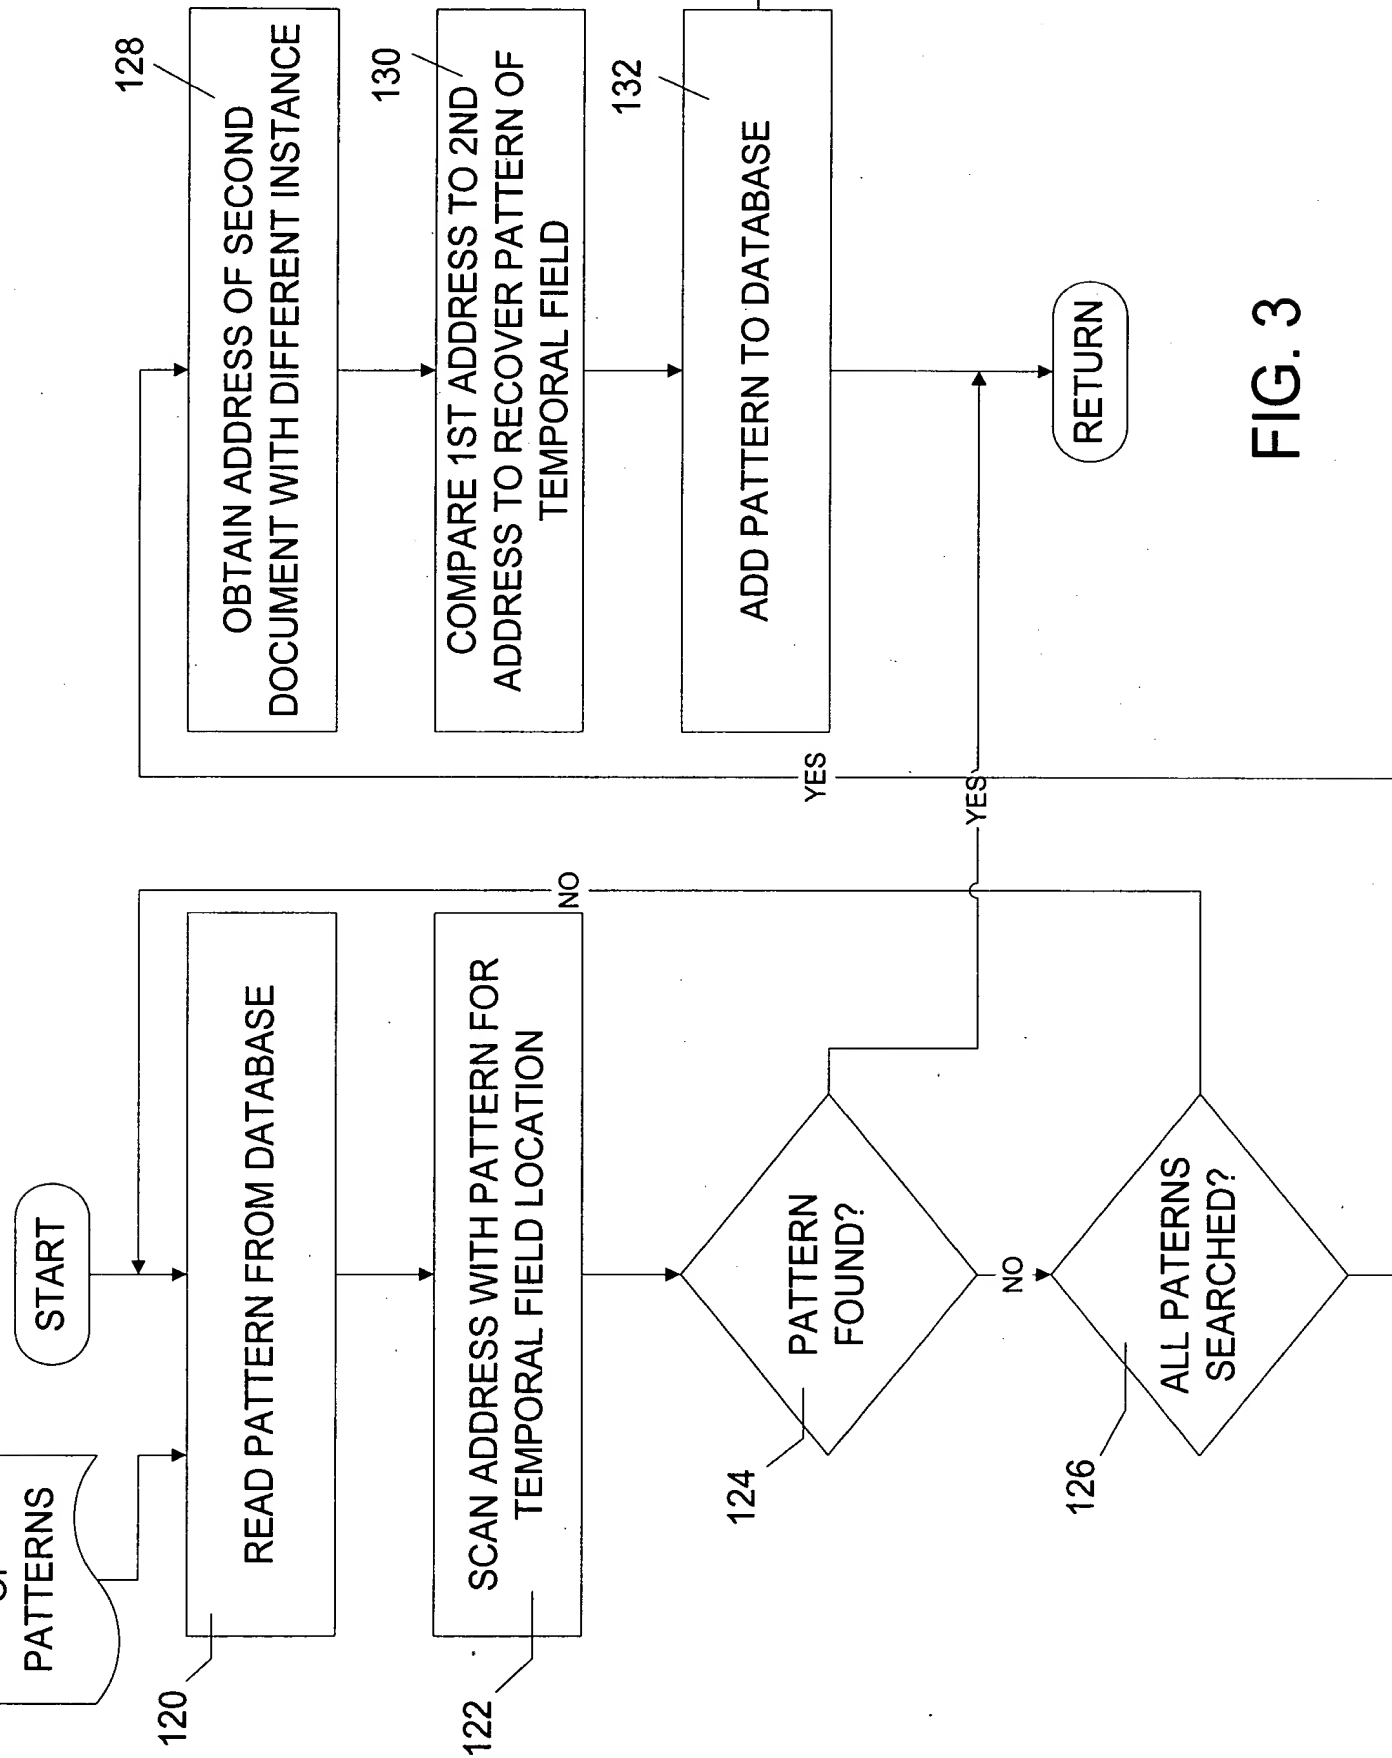 PATTERNS
START
120
READ PATTERN FROM DATABASE
122
SCAN ADDRESS WITH PATTERN FOR
TEMPORAL FIELD LOCATION
NO
124
PATTERN
FOUND?
YES
NO
126
ALL PATERNS
SEARCHED?
YES
128
OBTAIN ADDRESS OF SECOND
DOCUMENT WITH DIFFERENT INSTANCE
130
COMPARE 1ST ADDRESS TO 2ND
ADDRESS TO RECOVER PATTERN OF
TEMPORAL FIELD
132
ADD PATTERN TO DATABASE
RETURN
FIG. 3